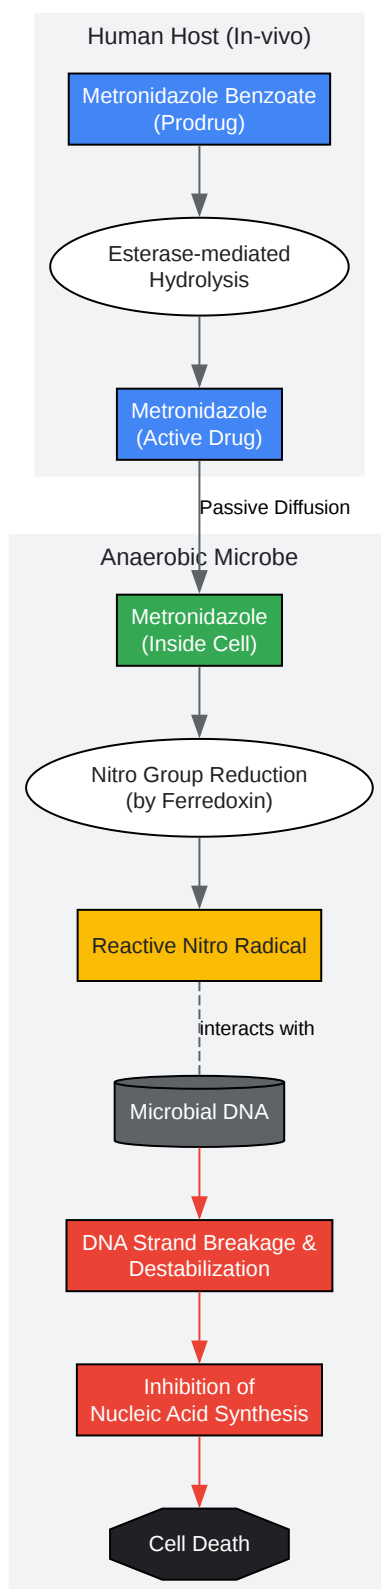 Human Host (In-vivo)
Metronidazole Benzoate
(Prodrug)
Esterase-mediated
Hydrolysis
Metronidazole
(Active Drug)
Passive Diffusion
Anaerobic Microbe
Metronidazole
(Inside Cell)
Nitro Group Reduction
(by Ferredoxin)
Reactive Nitro Radical
interacts with
Microbial DNA
DNA Strand Breakage &
Destabilization
Inhibition of
Nucleic Acid Synthesis
Cell Death